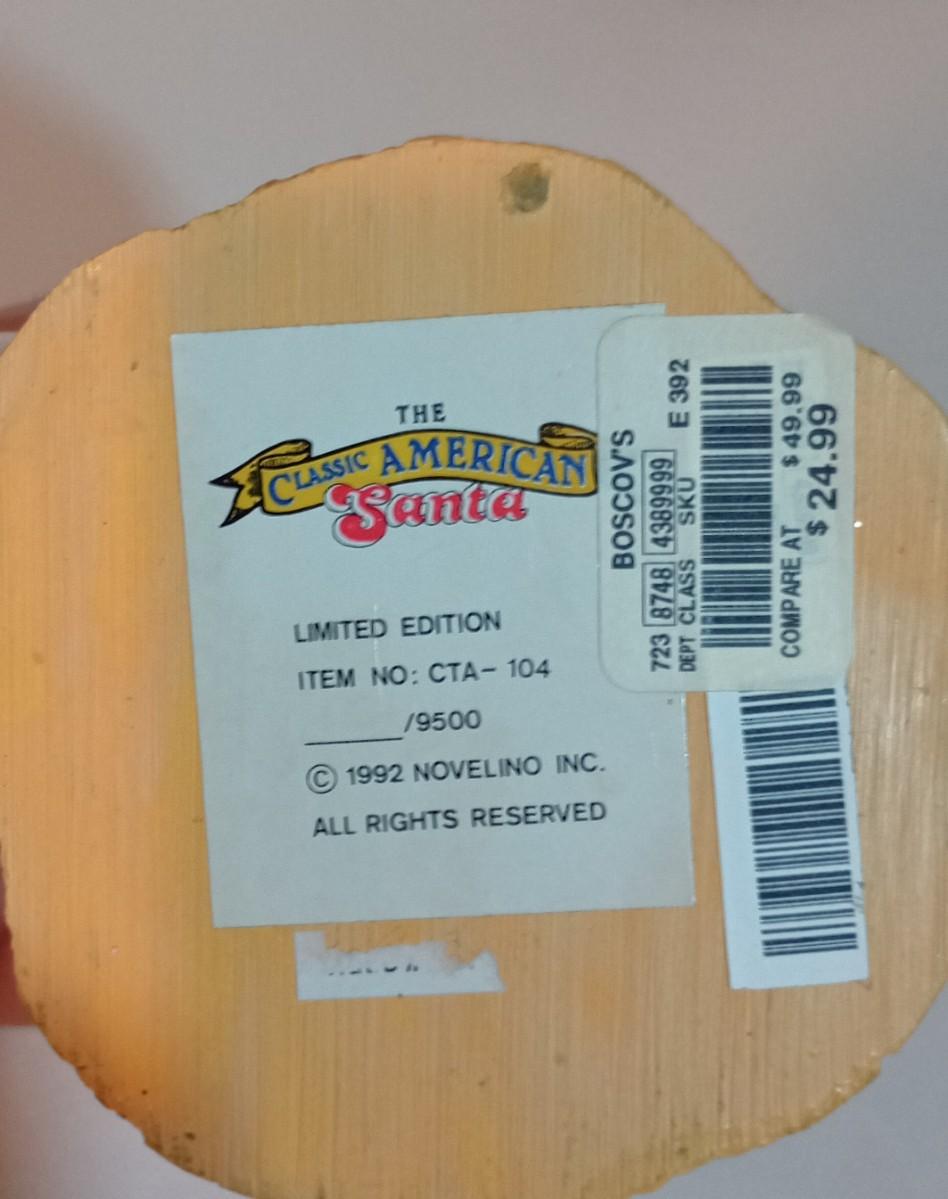 THE
CLASSIC AMERICAN
Santa
LIMITED EDITION
ITEM NO: CTA-104
______/9500
© 1992 NOVELINO INC.
ALL RIGHTS RESERVED
BOSCOV'S
723 8748 4389999 E 392
DEPT CLASS SKU
COMPARE AT $49.99
$24.99